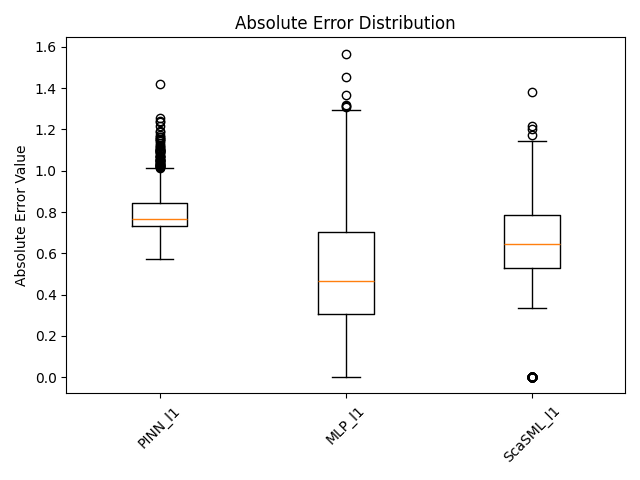 Absolute Error Distribution
1.6
1.4
1.2
1.0
0.8
0.6
0.4
0.2
0.0
Absolute Error Value
PINN_l1
MLP_l1
ScaSML_l1